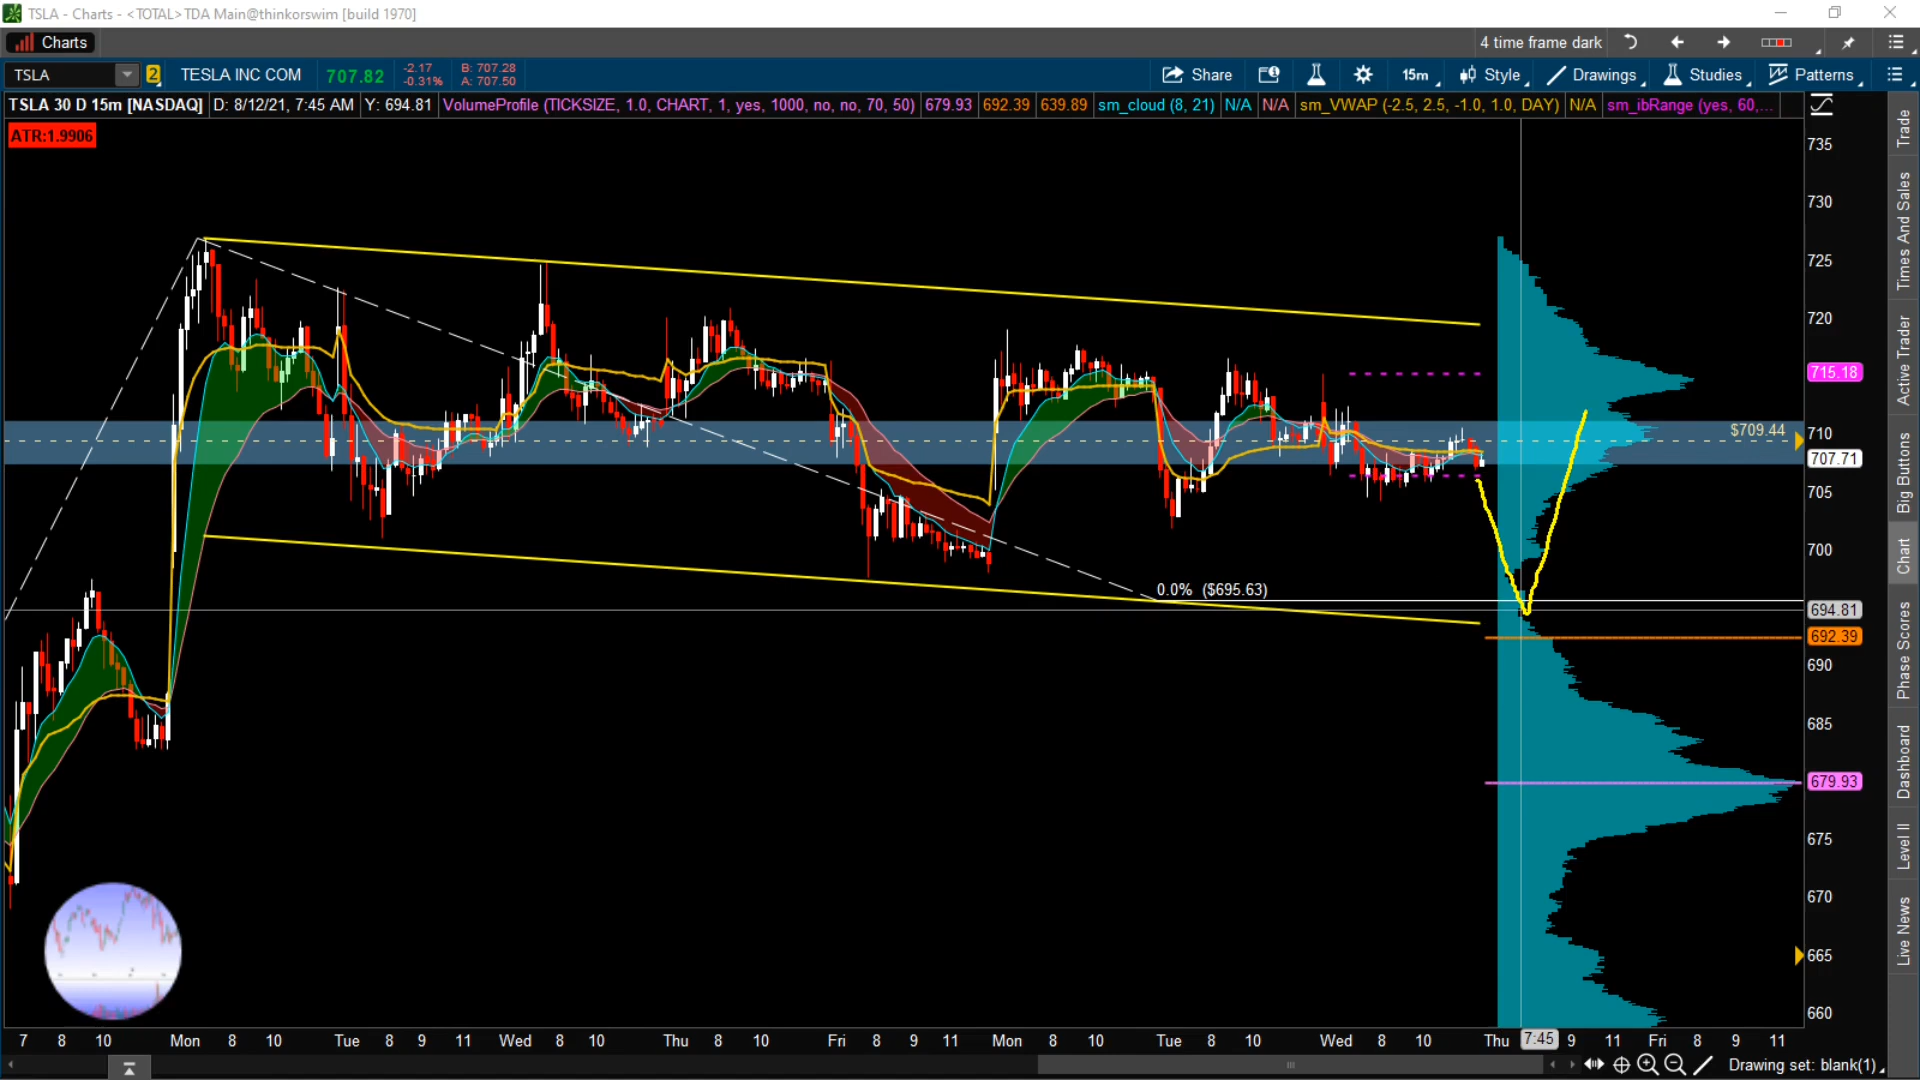 TSLA - Charts - <TOTAL>TDA Main@thinkorswim [build 1970]
Charts
4 time frame dark
TSLA
2
TESLA INC COM
707.82
-2.17
-0.31%
B: 707.28
A: 707.50
Share
15m
Style
Drawings
Studies
Patterns
TSLA 30 D 15m [NASDAQ] D: 8/12/21, 7:45 AM Y: 694.81 VolumeProfile (TICKSIZE, 1.0, CHART, 1, yes, 1000, no, no, 70, 50) 679.93 692.39 639.89 sm_cloud (8, 21) N/A N/A sm_VWAP (-2.5, 2.5, -1.0, 1.0, DAY) N/A sm_ibRange (yes, 60,...
ATR:1.9906
735
730
725
720
715.18
$709.44
710
707.71
705
700
0.0% ($695.63)
694.81
692.39
690
685
679.93
675
670
665
660
Trade
Times And Sales
Active Trader
Big Buttons
Chart
Phase Scores
Dashboard
Level II
Live News
7 8 10 Mon 8 10 Tue 8 9 11 Wed 8 10 Thu 8 10 Fri 8 9 11 Mon 8 10 Tue 8 10 Wed 8 10 Thu 7:45 9 11 Fri 8 9 11
Drawing set: blank(1)